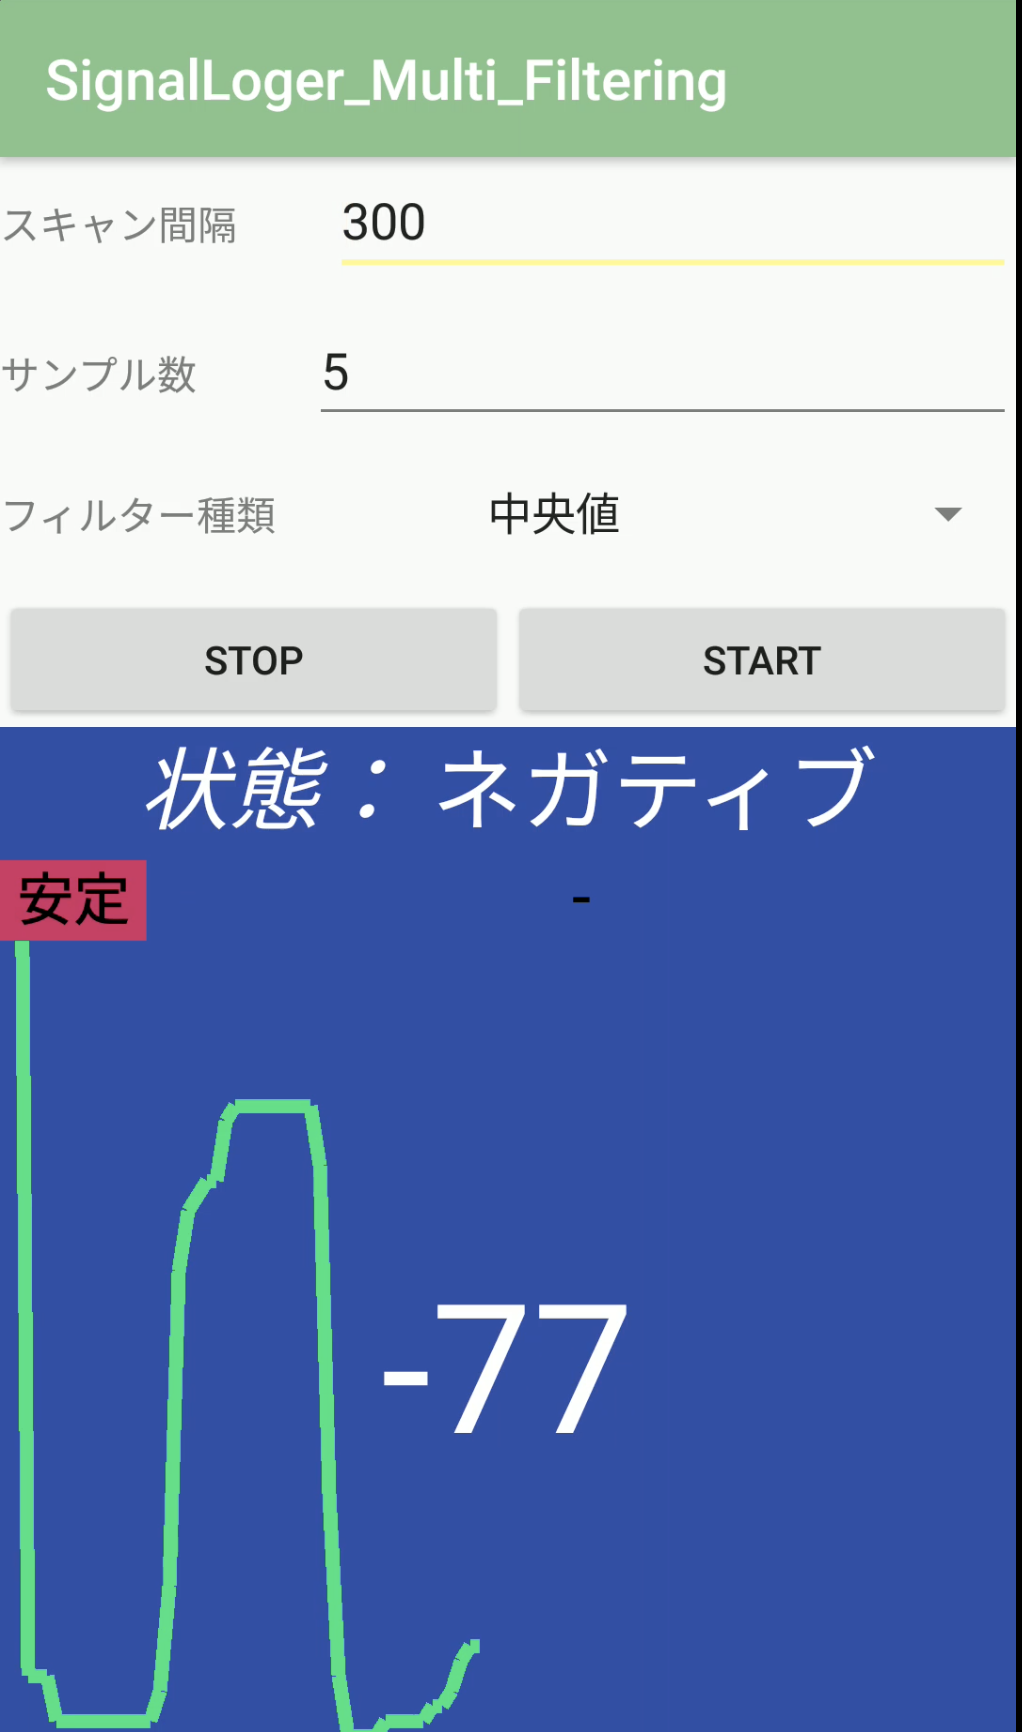 SignalLoger_Multi_Filtering
スキャン間隔 300
サンプル数 5
フィルター種類 中央値
STOP START
状態：ネガティブ
安定 -
-77